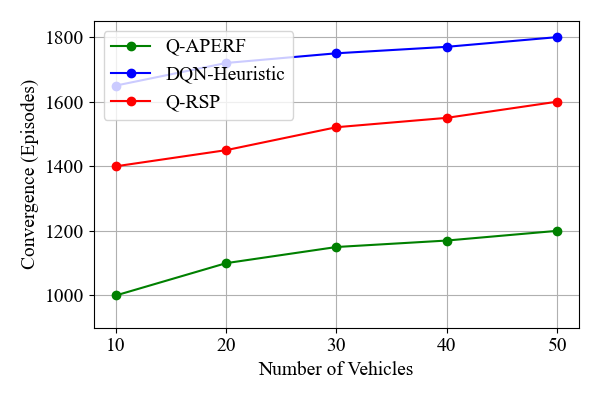 Q-APERF
DQN-Heuristic
Q-RSP
1800
1600
1400
1200
1000
Convergence (Episodes)
10 20 30 40 50
Number of Vehicles